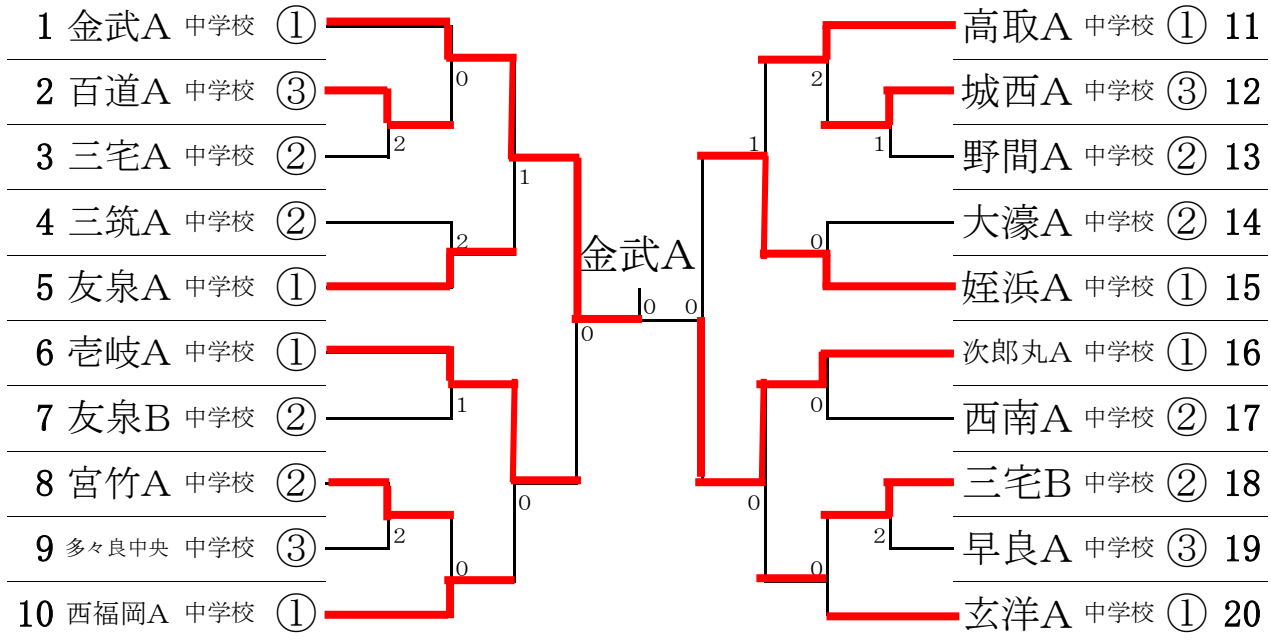 1 金武A 中学校 ①
2 百道A 中学校 ③
3 三宅A 中学校 ②
4 三筑A 中学校 ②
5 友泉A 中学校 ①
6 壱岐A 中学校 ①
7 友泉B 中学校 ②
8 宮竹A 中学校 ②
9 多々良中央 中学校 ③
10 西福岡A 中学校 ①
0
2
1
2
0
1
0
2
0
金武A
0 0
2
1
1
0
0
0
2
0
高取A 中学校 ① 11
城西A 中学校 ③ 12
野間A 中学校 ② 13
大濠A 中学校 ② 14
姪浜A 中学校 ① 15
次郎丸A 中学校 ① 16
西南A 中学校 ② 17
三宅B 中学校 ② 18
早良A 中学校 ③ 19
玄洋A 中学校 ① 20